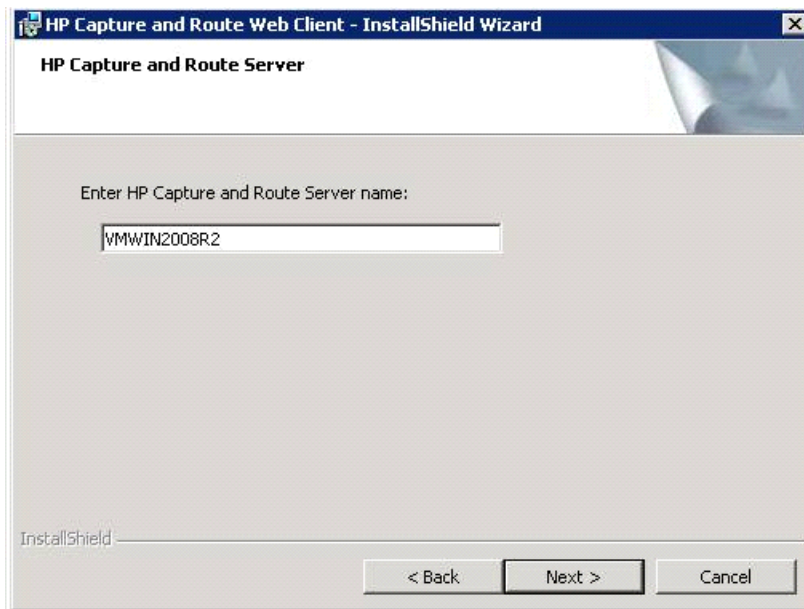 HP Capture and Route Web Client - InstallShield Wizard
HP Capture and Route Server
Enter HP Capture and Route Server name:
VMWIN2008R2
InstallShield
< Back Next > Cancel